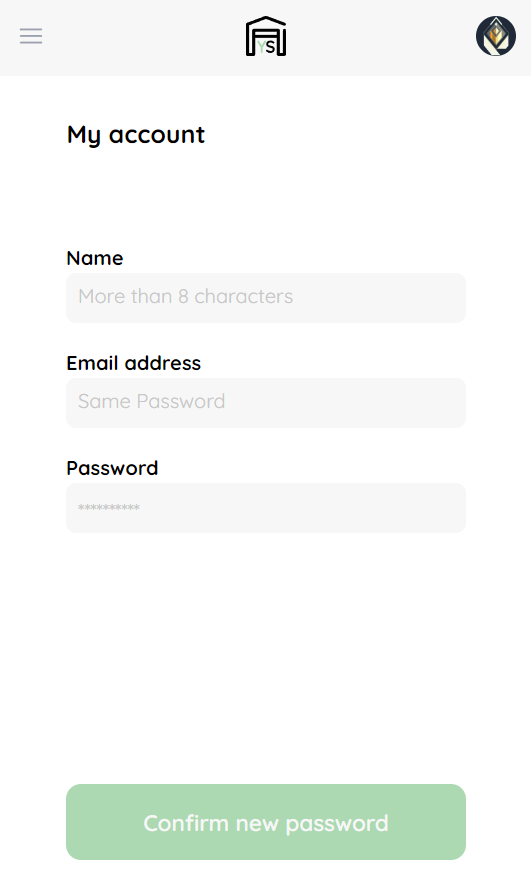 YS
My account
Name
More than 8 characters
Email address
Same Password
Password
**********
Confirm new password